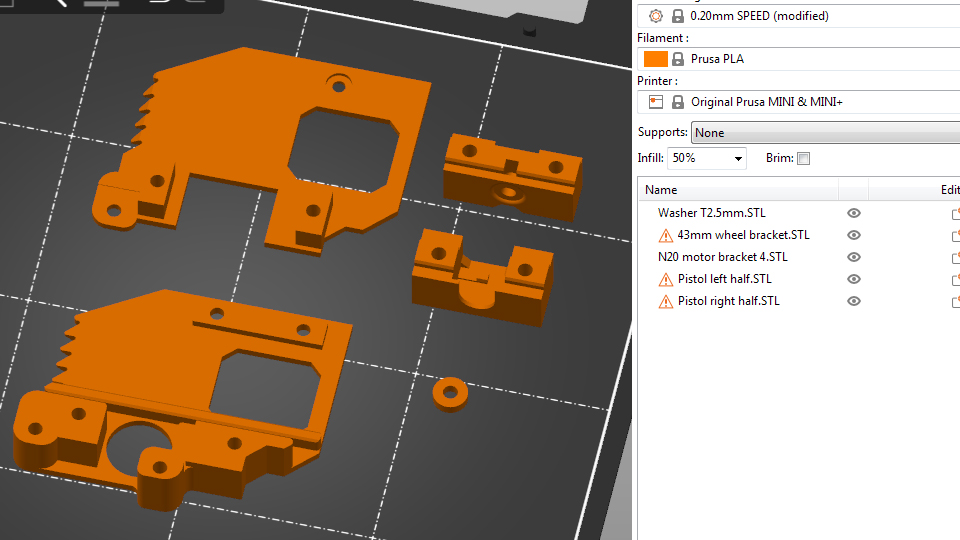 0.20mm SPEED (modified)
Filament :
Prusa PLA
Printer :
Original Prusa MINI & MINI+
Supports: None
Infill: 50% Brim:
Name Edit
Washer T2.5mm.STL
43mm wheel bracket.STL
N20 motor bracket 4.STL
Pistol left half.STL
Pistol right half.STL